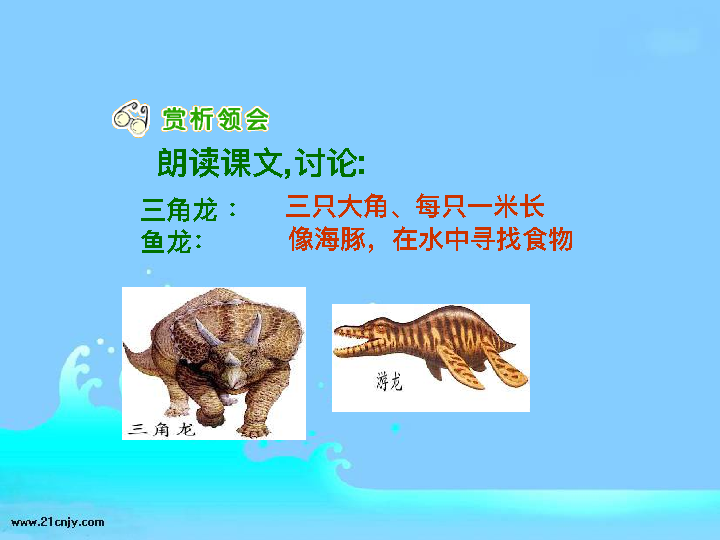 赏析领会
朗读课文,讨论:
三角龙： 三只大角、每只一米长
鱼龙: 像海豚，在水中寻找食物
三角龙
游龙
www.21cnjy.com